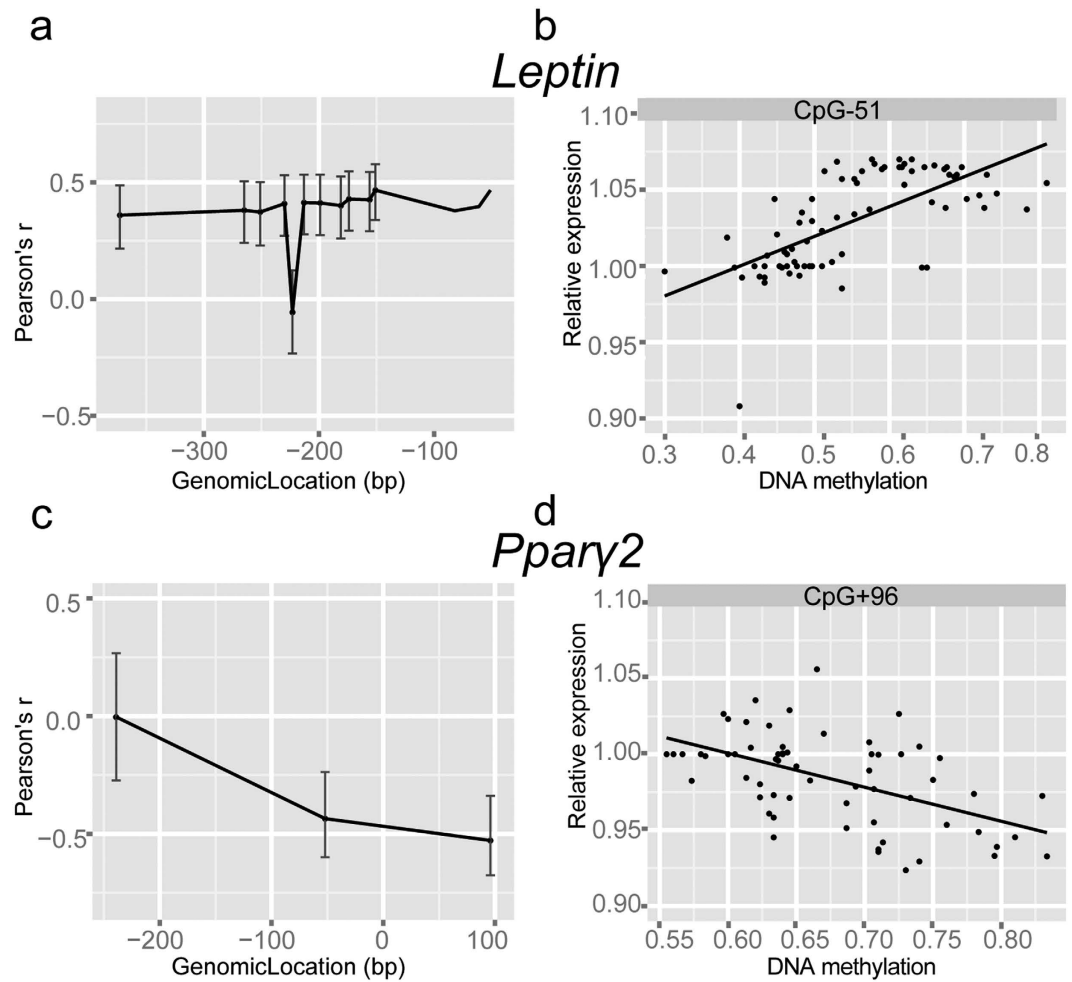 a
b
Leptin
0.5
0.0
−0.5
Pearson's r
−300
−200
−100
GenomicLocation (bp)
CpG-51
1.10
1.05
1.00
0.95
0.90
Relative expression
0.3
0.4
0.5
0.6
0.7
0.8
DNA methylation
c
d
Pparγ2
0.5
0.0
−0.5
Pearson's r
−200
−100
0
100
GenomicLocation (bp)
CpG+96
1.10
1.05
1.00
0.95
0.90
Relative expression
0.55
0.60
0.65
0.70
0.75
0.80
DNA methylation